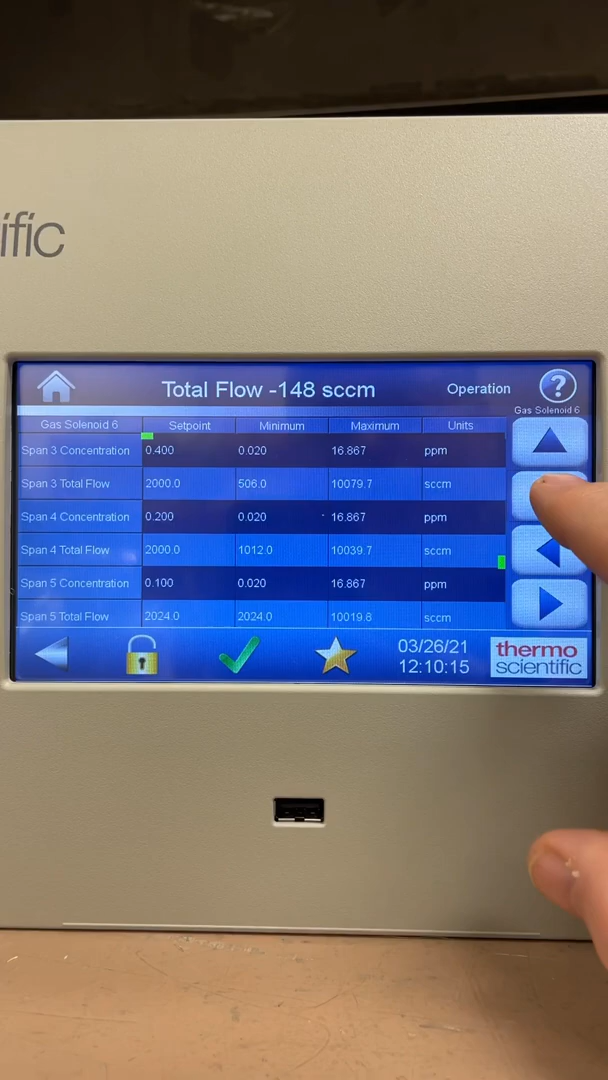 ific
Total Flow -148 sccm
Operation
?
Gas Solenoid 6
Gas Solenoid 6 Setpoint Minimum Maximum Units
Span 3 Concentration 0.400 0.020 16.867 ppm
Span 3 Total Flow 2000.0 506.0 10079.7 sccm
Span 4 Concentration 0.200 0.020 16.867 ppm
Span 4 Total Flow 2000.0 1012.0 10039.7 sccm
Span 5 Concentration 0.100 0.020 16.867 ppm
Span 5 Total Flow 2024.0 2024.0 10019.8 sccm
03/26/21
12:10:15
thermo
scientific